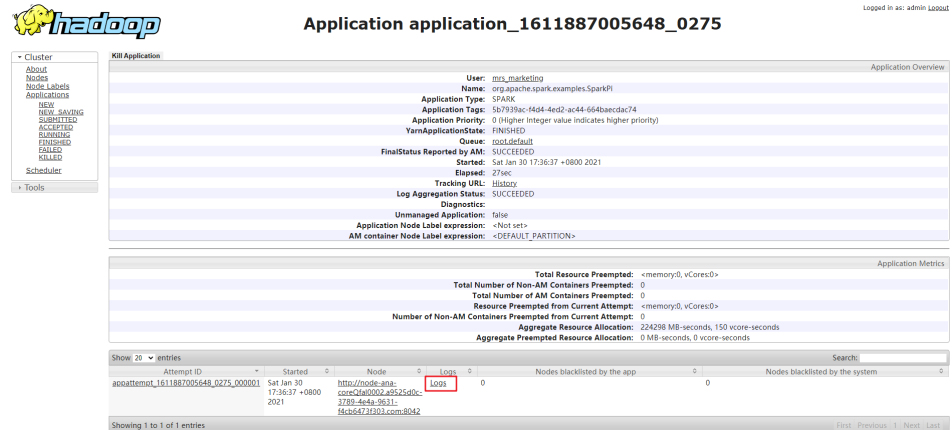 Logged in as: admin Logout
hadoop
Application application_1611887005648_0275
Cluster
About
Nodes
Node Labels
Applications
NEW
NEW_SAVING
SUBMITTED
ACCEPTED
RUNNING
FINISHED
FAILED
KILLED
Scheduler
Tools
Kill Application
Application Overview
User: mrs_marketing
Name: org.apache.spark.examples.SparkPi
Application Type: SPARK
Application Tags: 5b7939ac-f4d4-4ed2-ac44-664baecdac74
Application Priority: 0 (Higher Integer value indicates higher priority)
YarnApplicationState: FINISHED
Queue: root.default
FinalStatus Reported by AM: SUCCEEDED
Started: Sat Jan 30 17:36:37 +0800 2021
Elapsed: 27sec
Tracking URL: History
Log Aggregation Status: SUCCEEDED
Diagnostics:
Unmanaged Application: false
Application Node Label expression: <Not set>
AM container Node Label expression: <DEFAULT_PARTITION>
Application Metrics
Total Resource Preempted: <memory:0, vCores:0>
Total Number of Non-AM Containers Preempted: 0
Total Number of AM Containers Preempted: 0
Resource Preempted from Current Attempt: <memory:0, vCores:0>
Number of Non-AM Containers Preempted from Current Attempt: 0
Aggregate Resource Allocation: 224298 MB-seconds, 150 vcore-seconds
Aggregate Preempted Resource Allocation: 0 MB-seconds, 0 vcore-seconds
Show 20 entries Search:
Attempt ID Started Node Logs Nodes blacklisted by the app Nodes blacklisted by the system
appattempt_1611887005648_0275_000001 Sat Jan 30 http://node-ana- Logs 0 0
17:36:37 +0800 coreQfal0002.a9525d0c-
2021 3789-4e4a-9631-
f4cb6473f303.com:8042
Showing 1 to 1 of 1 entries First Previous 1 Next Last